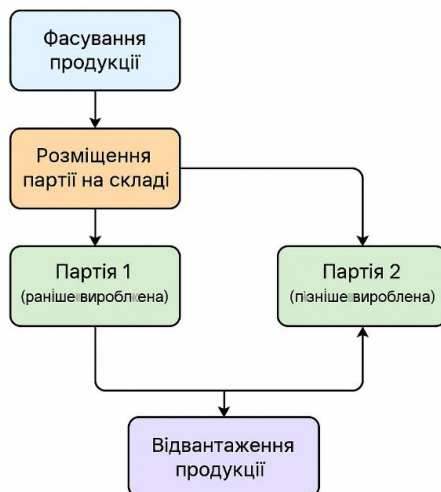 Фасування
продукції
Розміщення
партії на складі
Партія 1
(раніше вироблена)
Партія 2
(пізніше вироблена)
Відвантаження
продукції